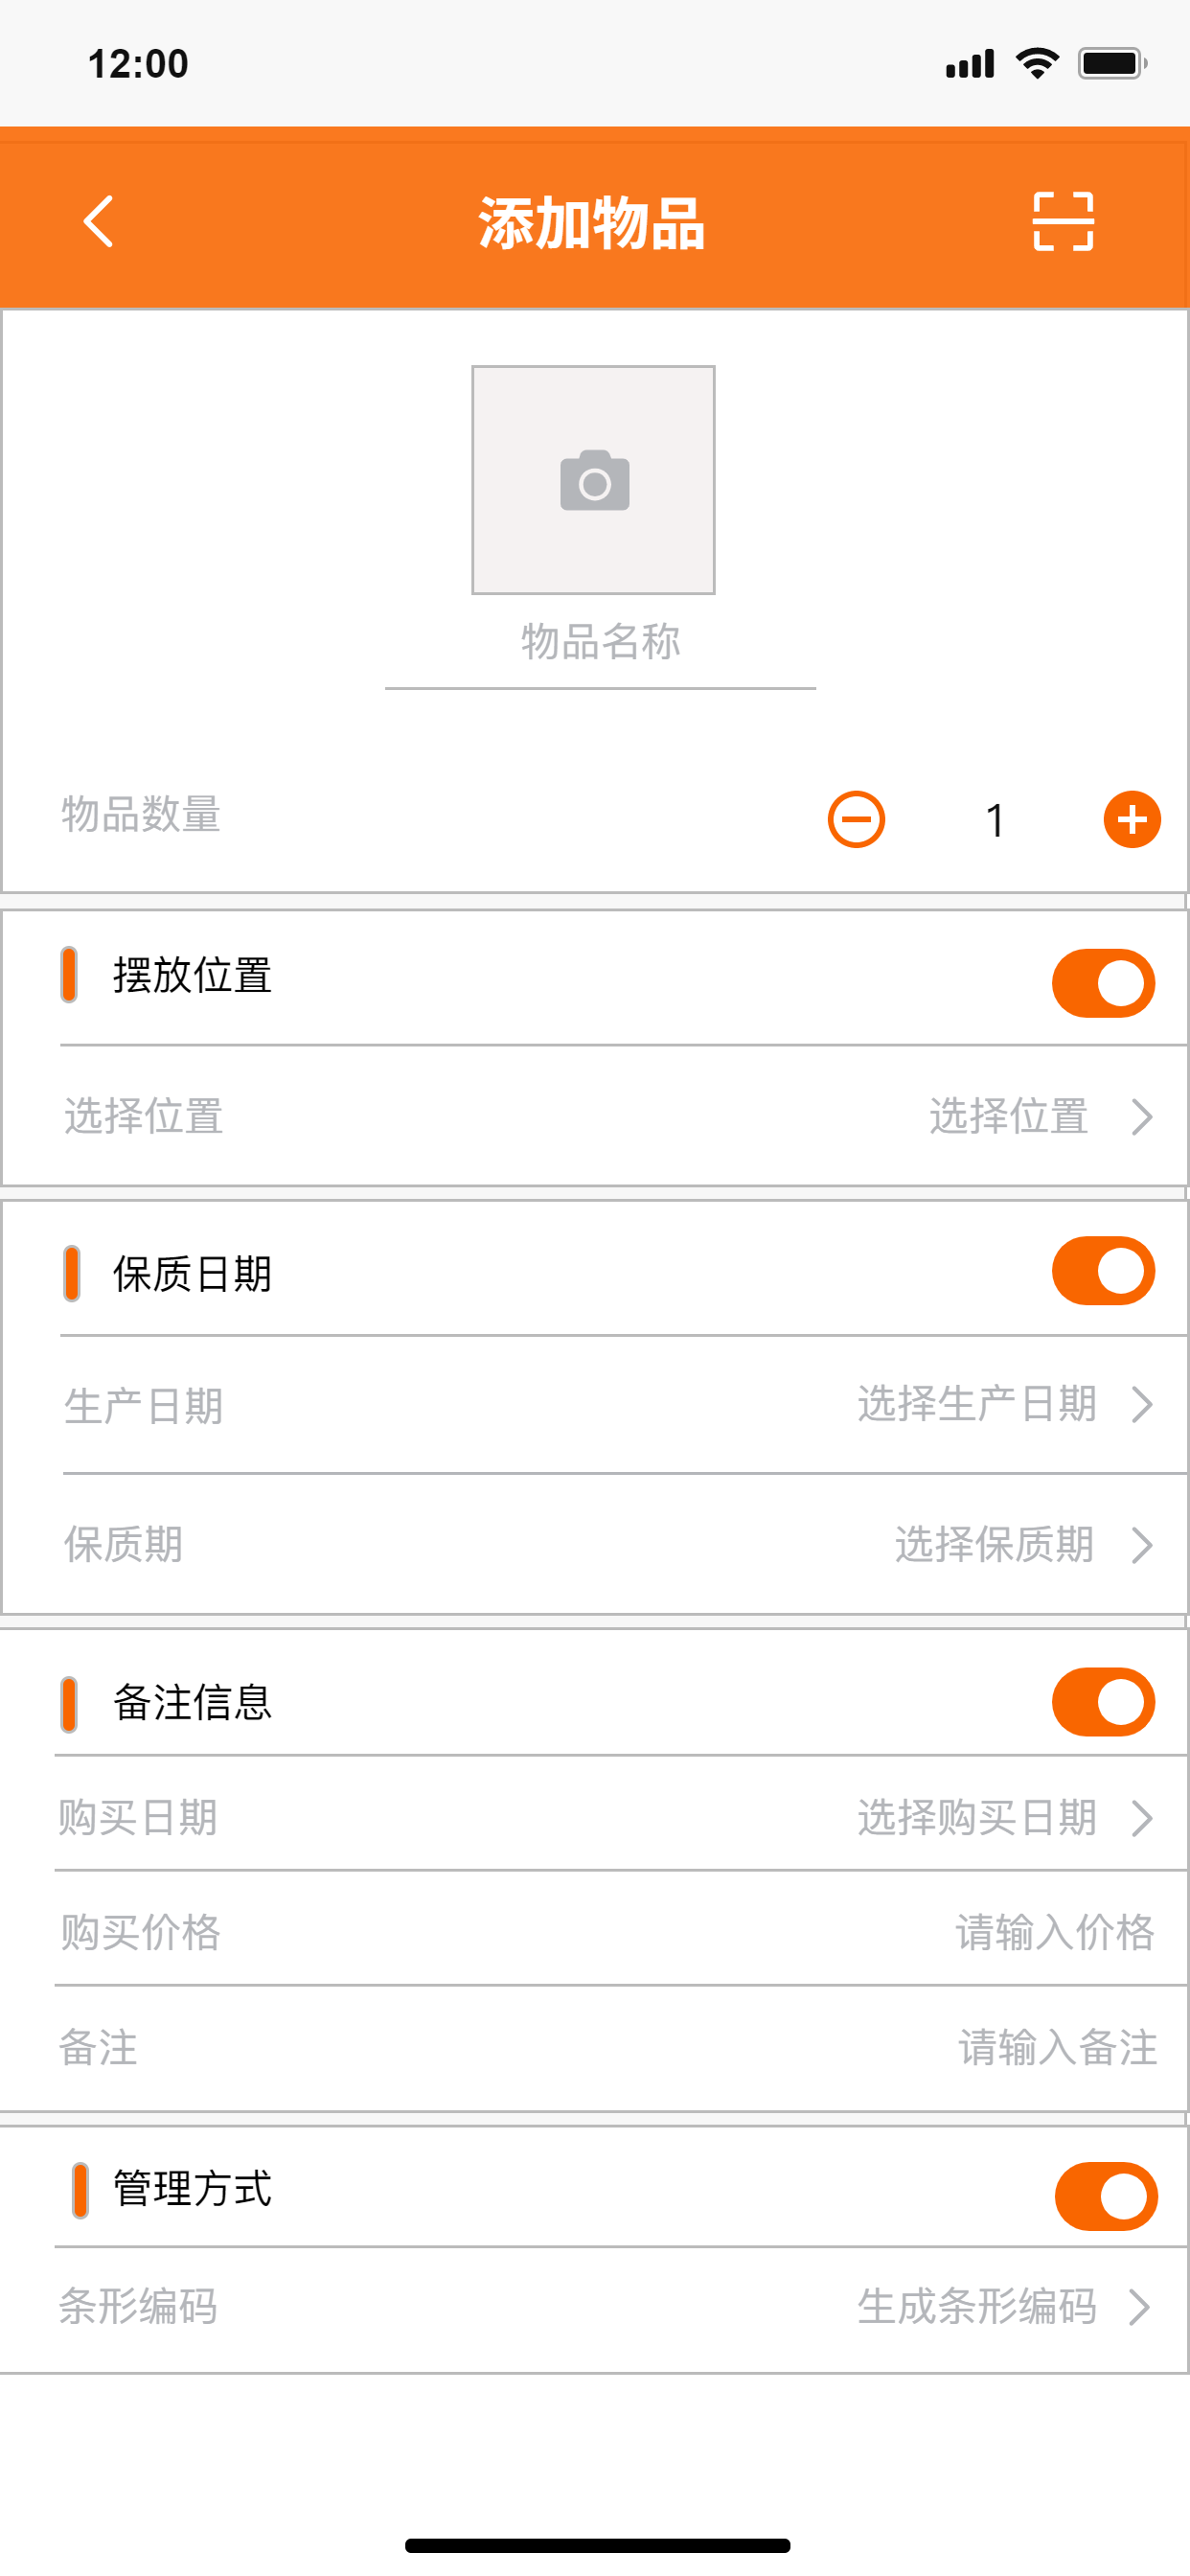 12:00
添加物品
物品名称
物品数量 1
摆放位置
选择位置 选择位置
保质日期
生产日期 选择生产日期
保质期 选择保质期
备注信息
购买日期 选择购买日期
购买价格 请输入价格
备注 请输入备注
管理方式
条形编码 生成条形编码